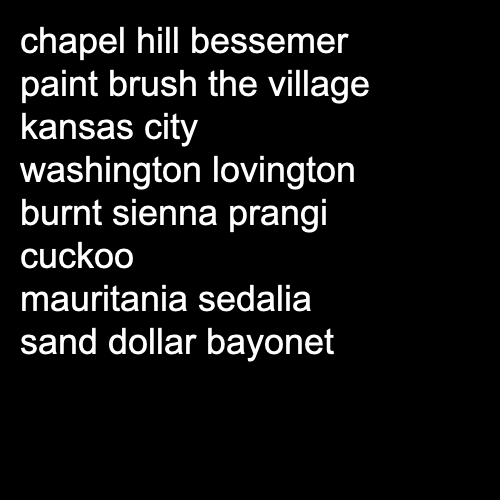 chapel hill bessemer
paint brush the village
kansas city
washington lovington
burnt sienna prangi
cuckoo
mauritania sedalia
sand dollar bayonet